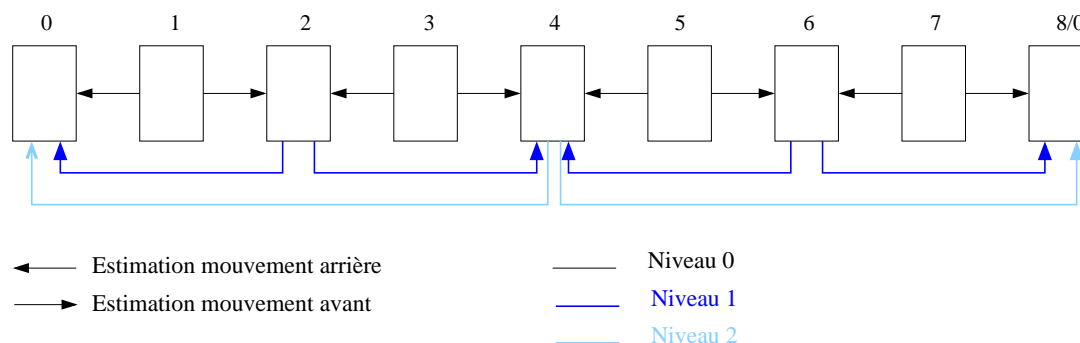 0 1 2 3 4 5 6 7 8/0
Estimation mouvement arrière
Estimation mouvement avant
Niveau 0
Niveau 1
Niveau 2